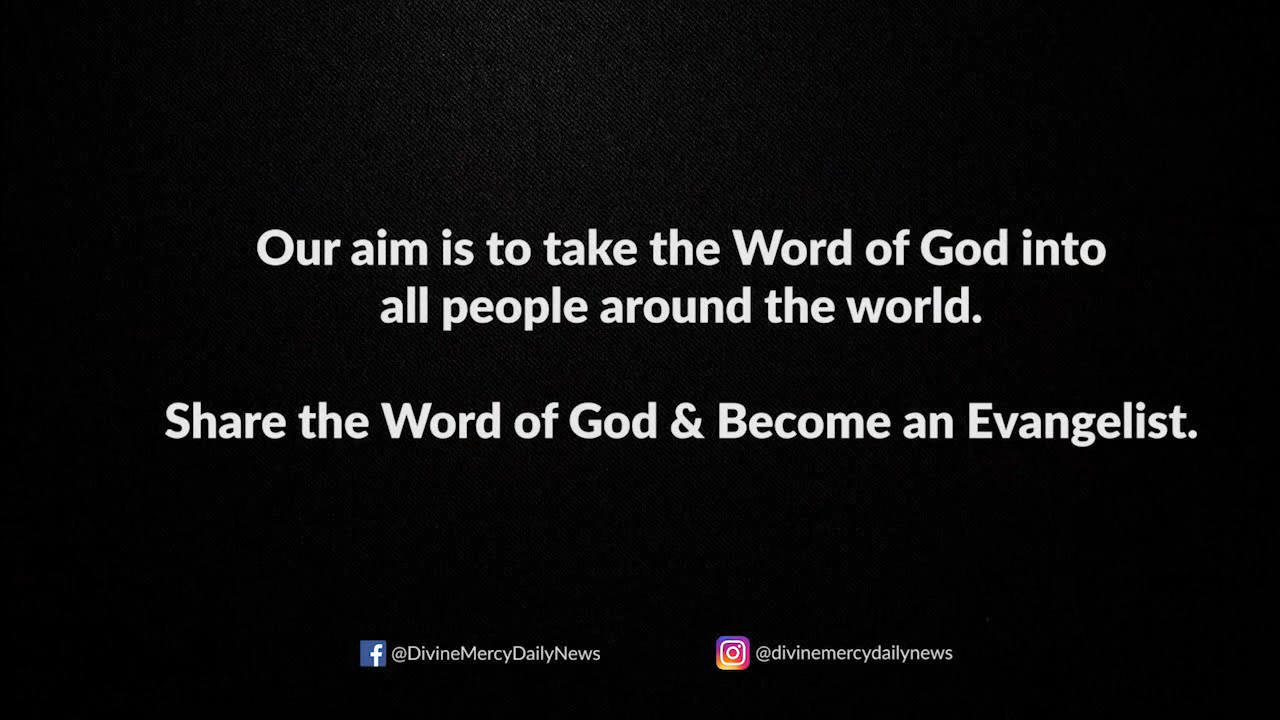 Our aim is to take the Word of God into
all people around the world.
Share the Word of God & Become an Evangelist.
@DivineMercyDailyNews
@divinemercydailynews